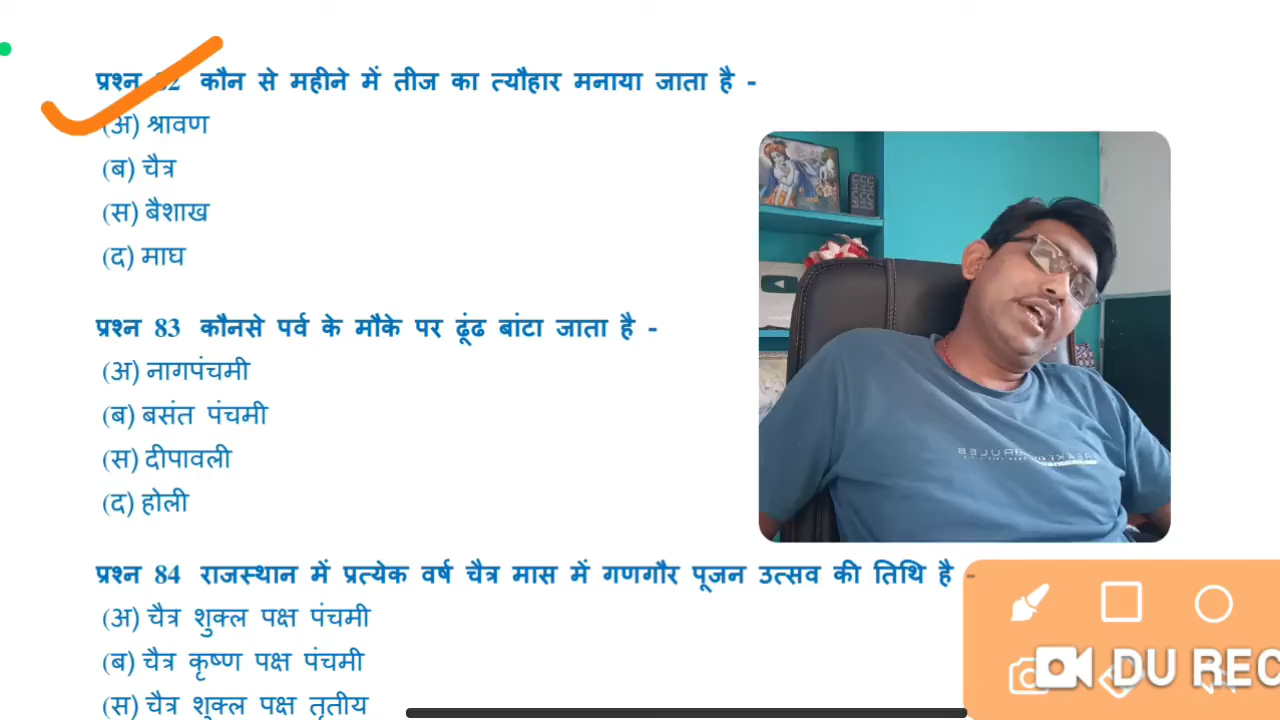 प्रश्न 82 कौन से महीने में तीज का त्यौहार मनाया जाता है -
(अ) श्रावण
(ब) चैत्र
(स) बैशाख
(द) माघ
प्रश्न 83 कौनसे पर्व के मौके पर ढूंढ बांटा जाता है -
(अ) नागपंचमी
(ब) बसंत पंचमी
(स) दीपावली
(द) होली
प्रश्न 84 राजस्थान में प्रत्येक वर्ष चैत्र मास में गणगौर पूजन उत्सव की तिथि है -
(अ) चैत्र शुक्ल पक्ष पंचमी
(ब) चैत्र कृष्ण पक्ष पंचमी
(स) चैत्र शुक्ल पक्ष तृतीय
DU REC